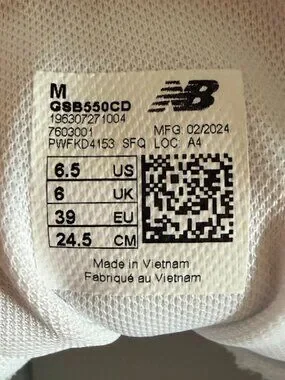 M
NB
GSB550CD
196307271004
7603001 MFG 02/2024
PWFKD4153 SFQ LOC: A4
6.5 US
6 UK
39 EU
24.5 CM
Made in Vietnam
Fabriqué au Vietnam